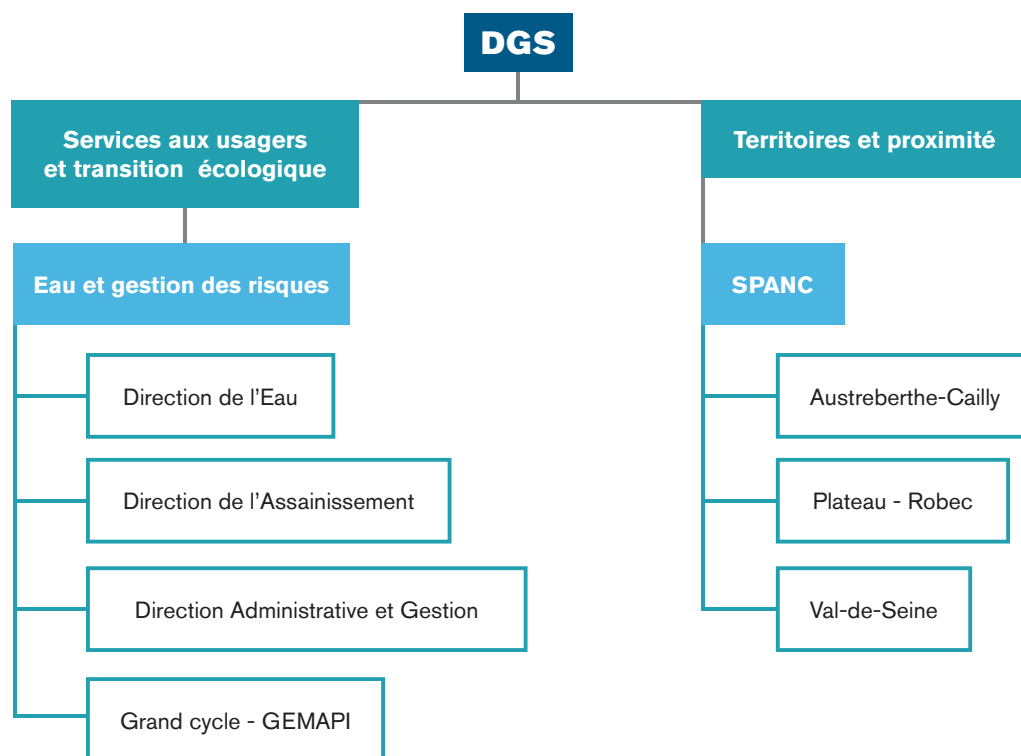 DGS
Services aux usagers
et transition écologique
Territoires et proximité
Eau et gestion des risques
SPANC
Direction de l'Eau
Austreberthe-Cailly
Direction de l'Assainissement
Plateau - Robec
Direction Administrative et Gestion
Val-de-Seine
Grand cycle - GEMAPI